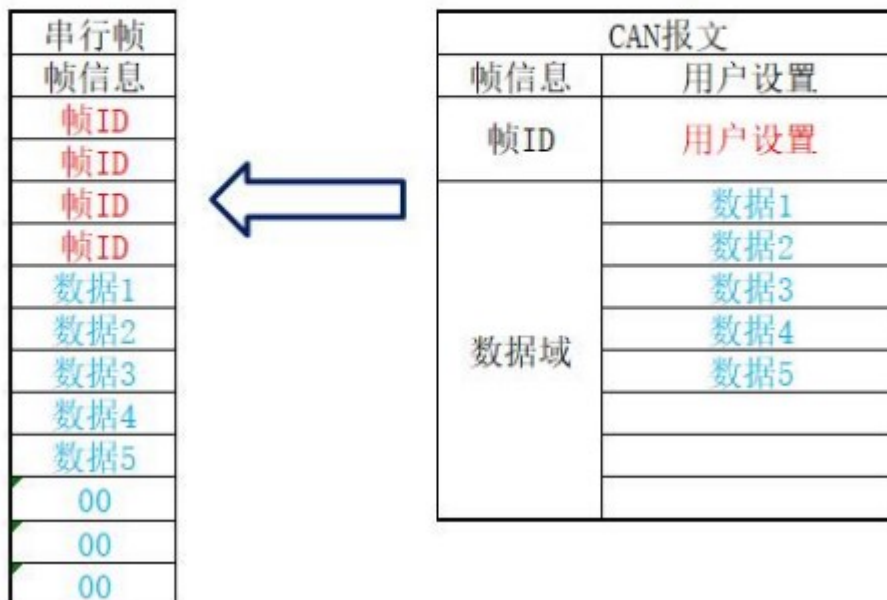 串行帧
帧信息
帧ID
帧ID
帧ID
帧ID
数据1
数据2
数据3
数据4
数据5
00
00
00
CAN报文
帧信息 用户设置
帧ID 用户设置
数据域
数据1
数据2
数据3
数据4
数据5